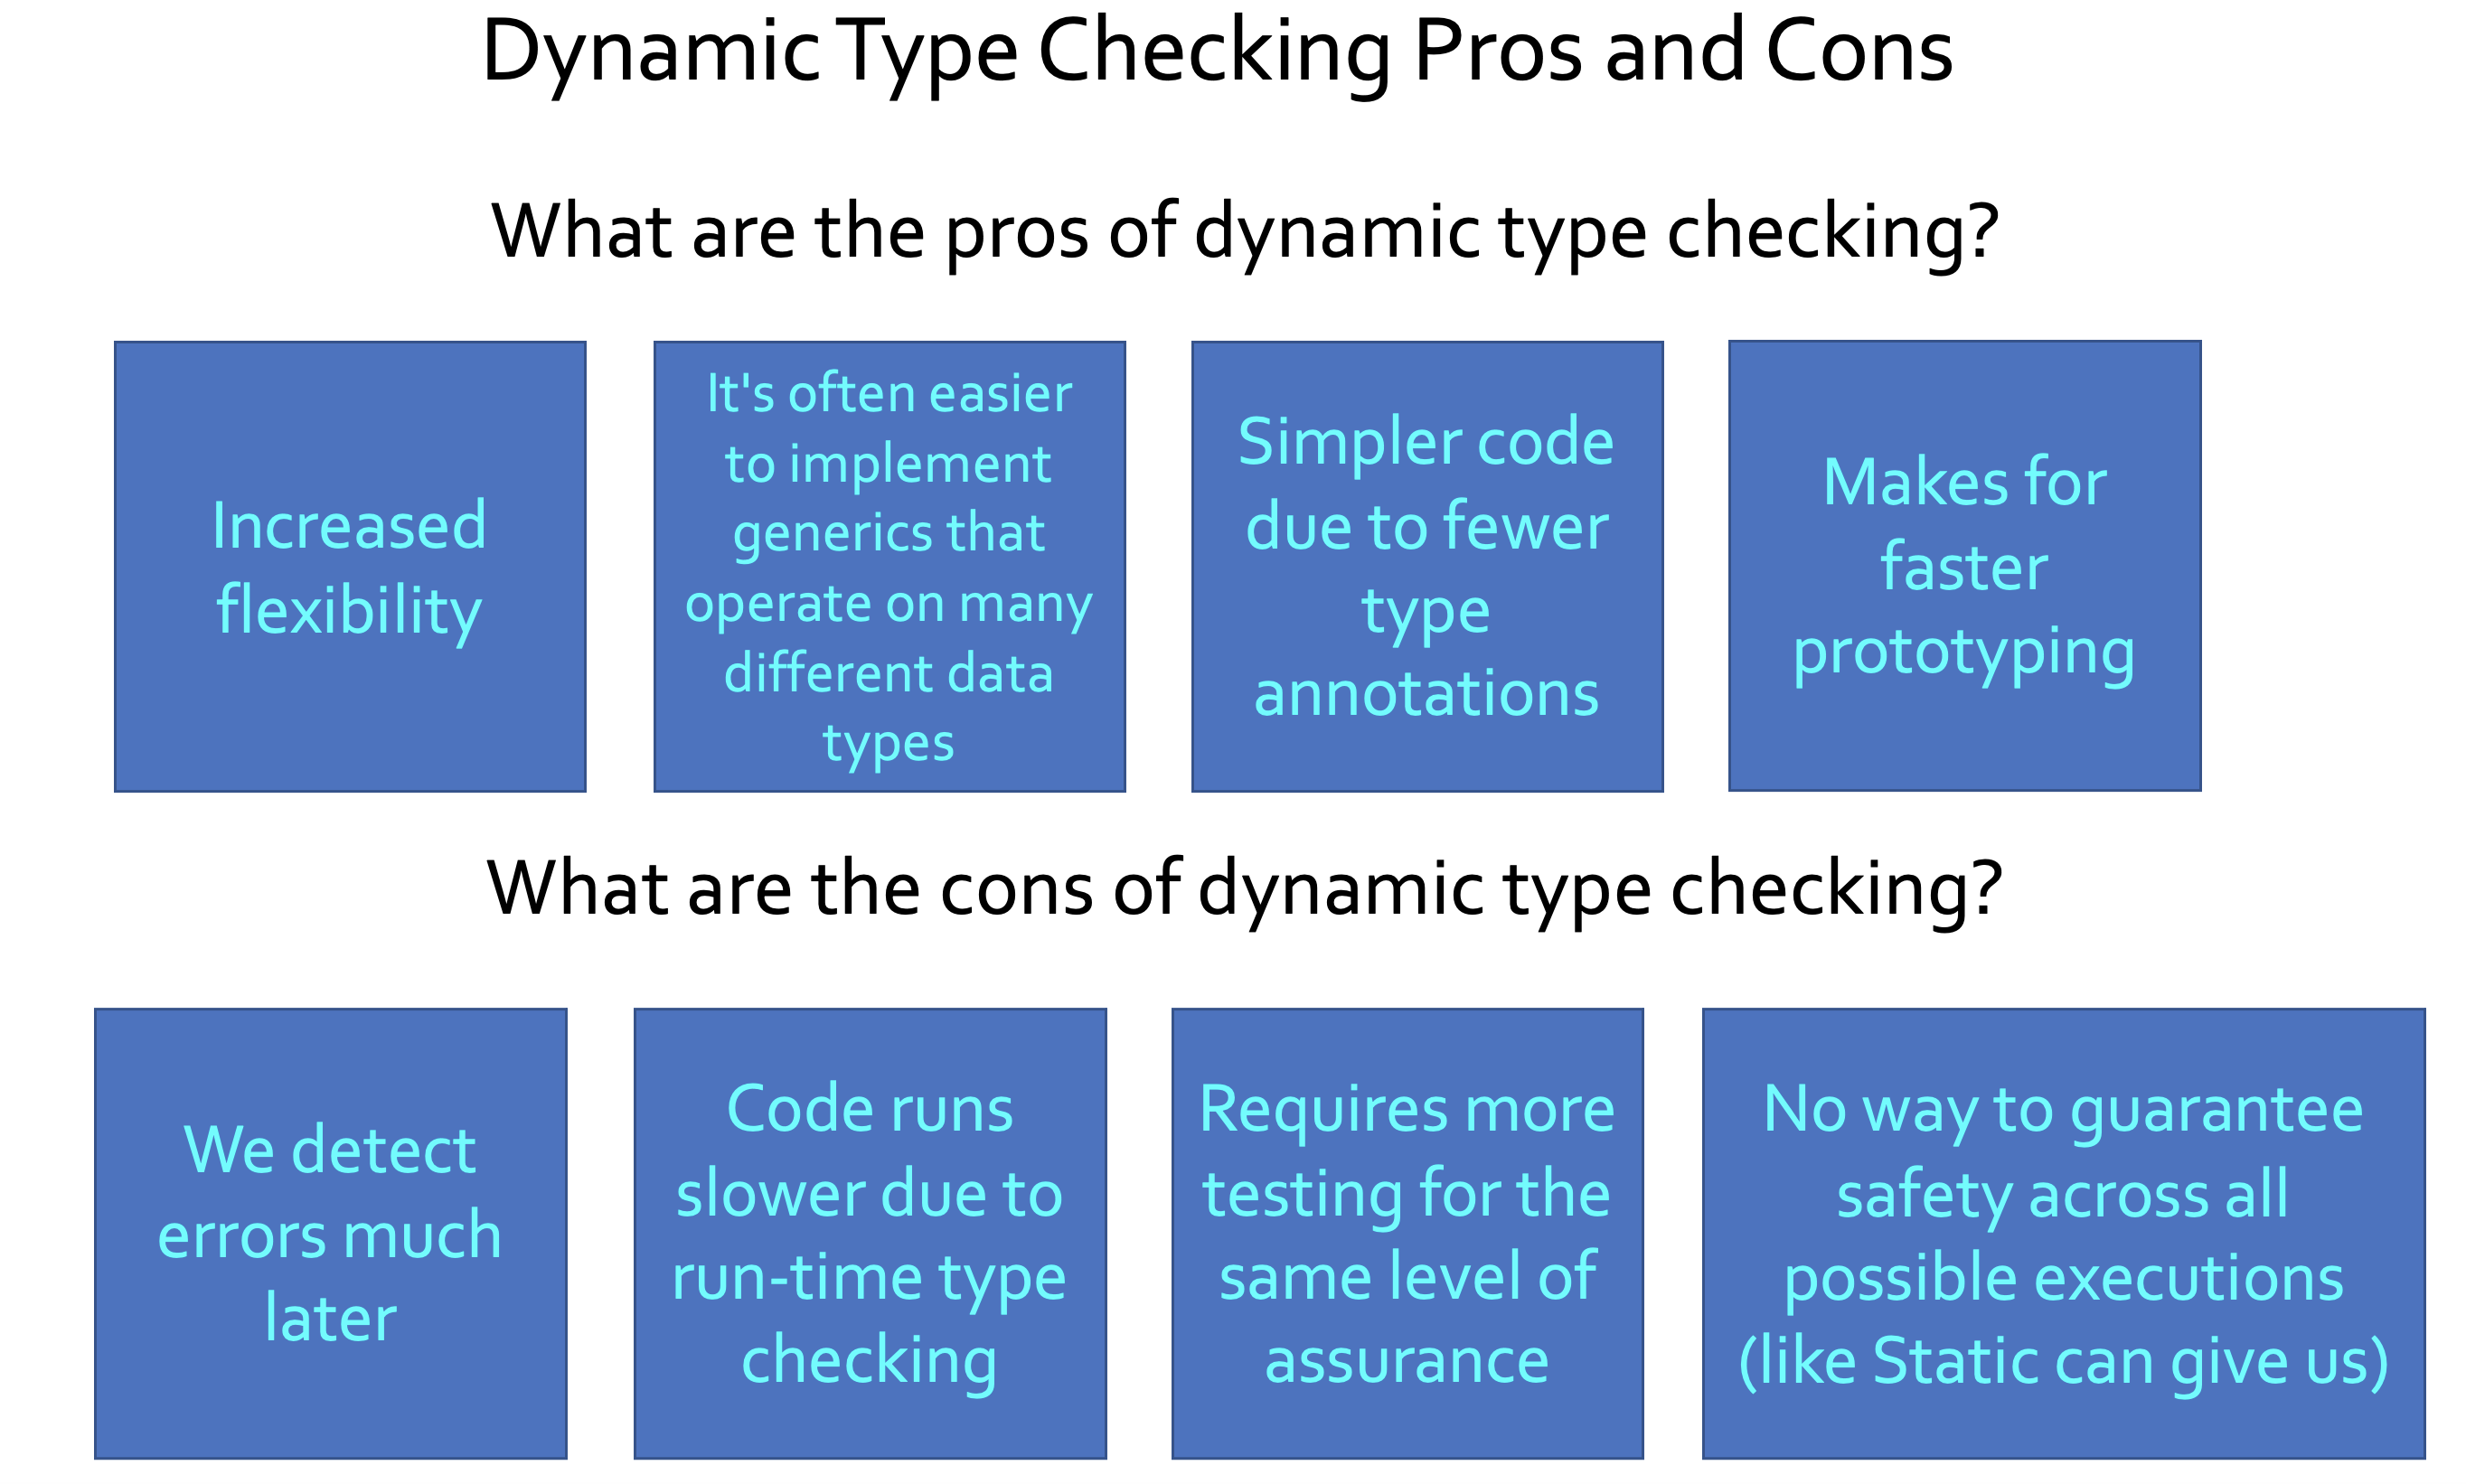 Dynamic Type Checking Pros and Cons
What are the pros of dynamic type checking?
Increased
flexibility
It's often easier
to implement
generics that
operate on many
different data
types
Simpler code
due to fewer
type
annotations
Makes for
faster
prototyping
What are the cons of dynamic type checking?
We detect
errors much
later
Code runs
slower due to
run-time type
checking
Requires more
testing for the
same level of
assurance
No way to guarantee
safety across all
possible executions
(like Static can give us)